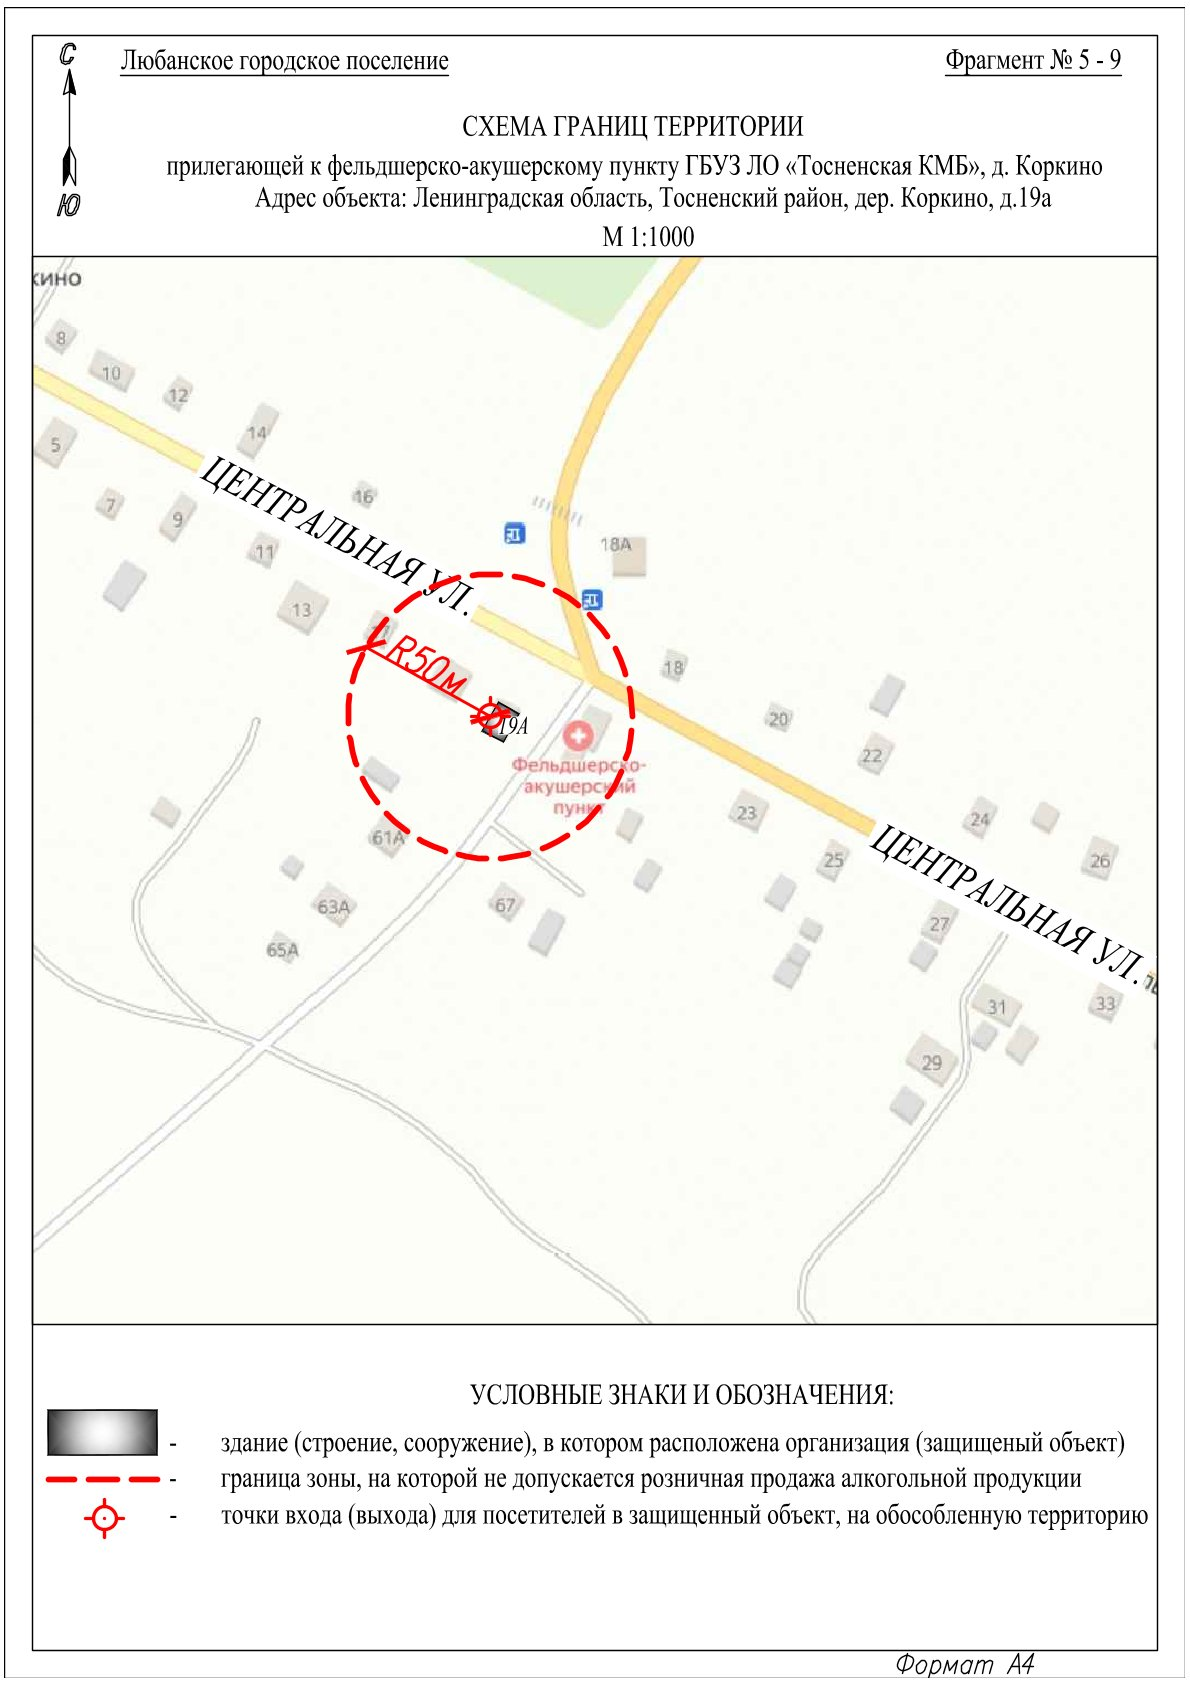 С
Ю
Любанское городское поселение
Фрагмент № 5 - 9
СХЕМА ГРАНИЦ ТЕРРИТОРИИ
прилегающей к фельдшерско-акушерскому пункту ГБУЗ ЛО «Тосненская КМБ», д. Коркино
Адрес объекта: Ленинградская область, Тосненский район, дер. Коркино, д.19а
М 1:1000
кино
8
10
12
14
5
7
9
16
11
13
18А
ЦЕНТРАЛЬНАЯ УЛ.
R50м
19А
18
20
22
Фельдшерско-
акушерский
пункт
23
24
25
26
61А
63А
65А
67
27
ЦЕНТРАЛЬНАЯ УЛ.
29
31
33
УСЛОВНЫЕ ЗНАКИ И ОБОЗНАЧЕНИЯ:
- здание (строение, сооружение), в котором расположена организация (защищеный объект)
- граница зоны, на которой не допускается розничная продажа алкогольной продукции
- точки входа (выхода) для посетителей в защищенный объект, на обособленную территорию
Формат А4